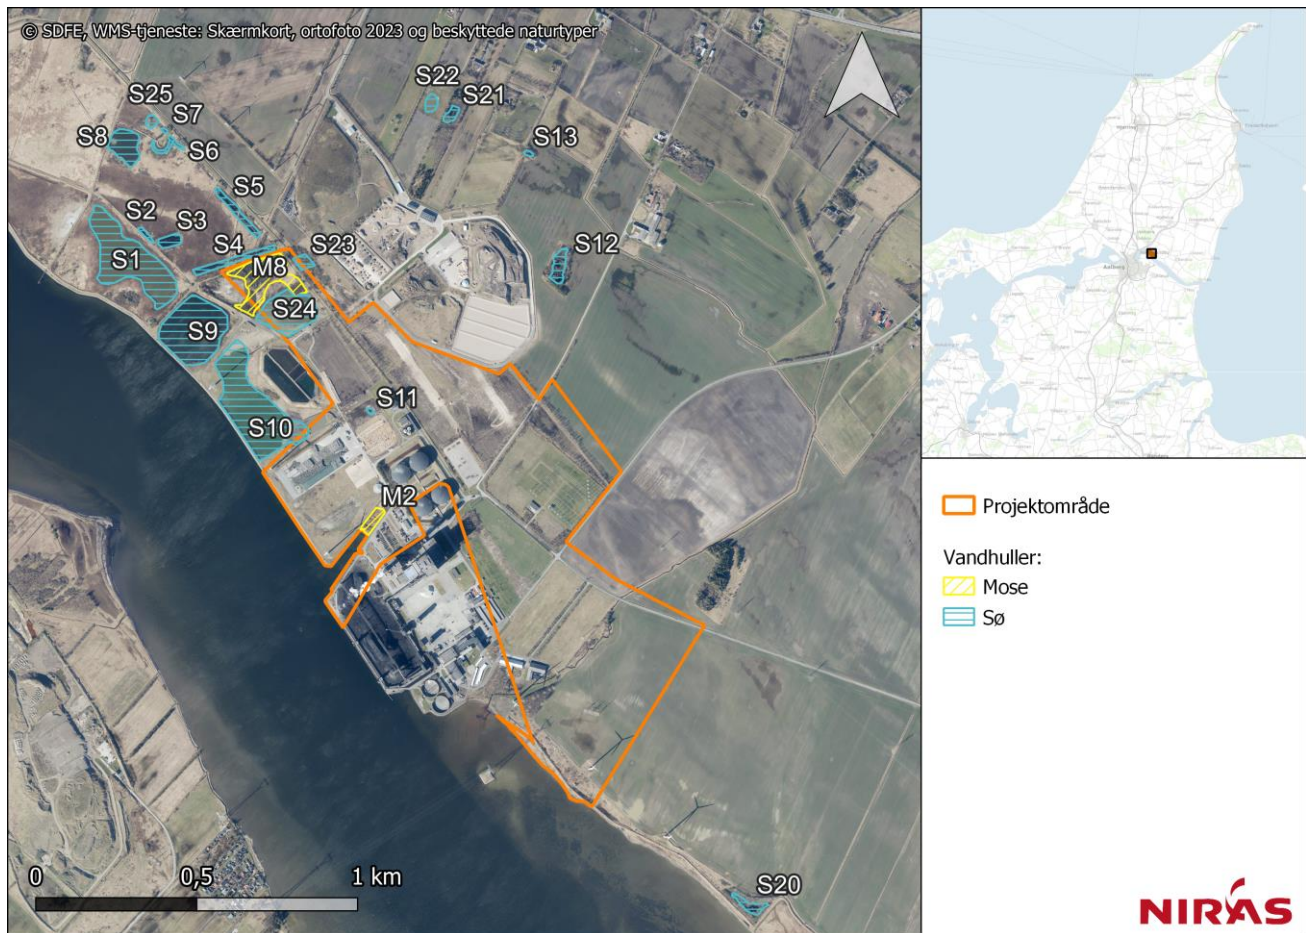 © SDFE, WMS-tjeneste: Skærmkort, ortofoto 2023 og beskyttede naturtyper
S22
S21
S25
S7
S8
S6
S13
S5
S2
S3
S4
S23
S12
S1
M8
S24
S9
S11
S10
M2
S20
0
0,5
1 km
Aalborg
Projektområde
Vandhuller:
Mose
Sø
NIRÁS